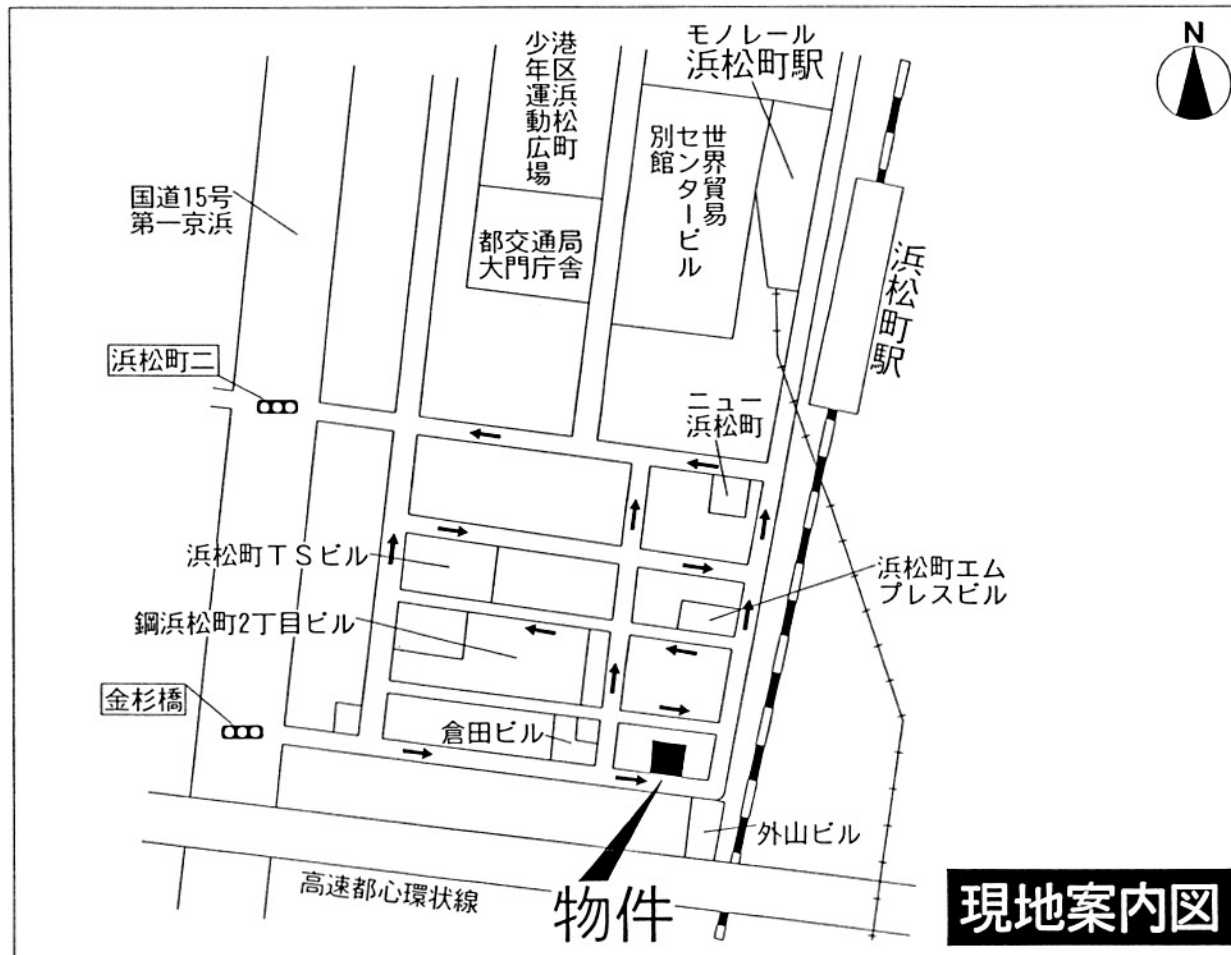 N
モノレール
浜松町駅
港区浜松町
少年運動広場
世界貿易
センタービル
別館
国道15号
第一京浜
都交通局
大門庁舎
浜松町駅
浜松町二
ニュー
浜松町
浜松町TSビル
浜松町エム
プレスビル
鋼浜松町2丁目ビル
金杉橋
倉田ビル
外山ビル
高速都心環状線
物件
現地案内図